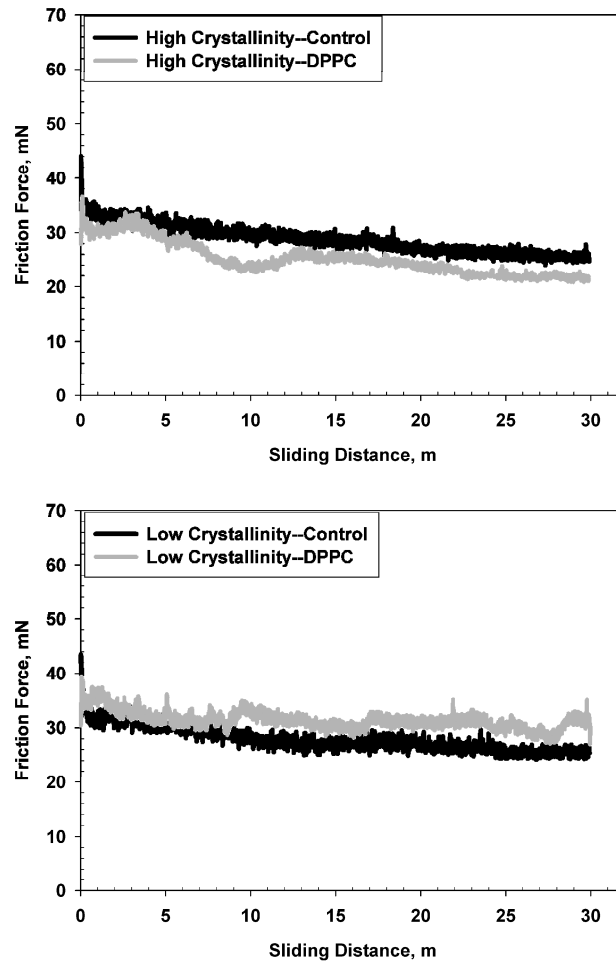 70
High Crystallinity--Control
High Crystallinity--DPPC
60
50
40
30
20
10
0
Friction Force, mN
0 5 10 15 20 25 30
Sliding Distance, m
70
Low Crystallinity--Control
Low Crystallinity--DPPC
60
50
40
30
20
10
0
Friction Force, mN
0 5 10 15 20 25 30
Sliding Distance, m